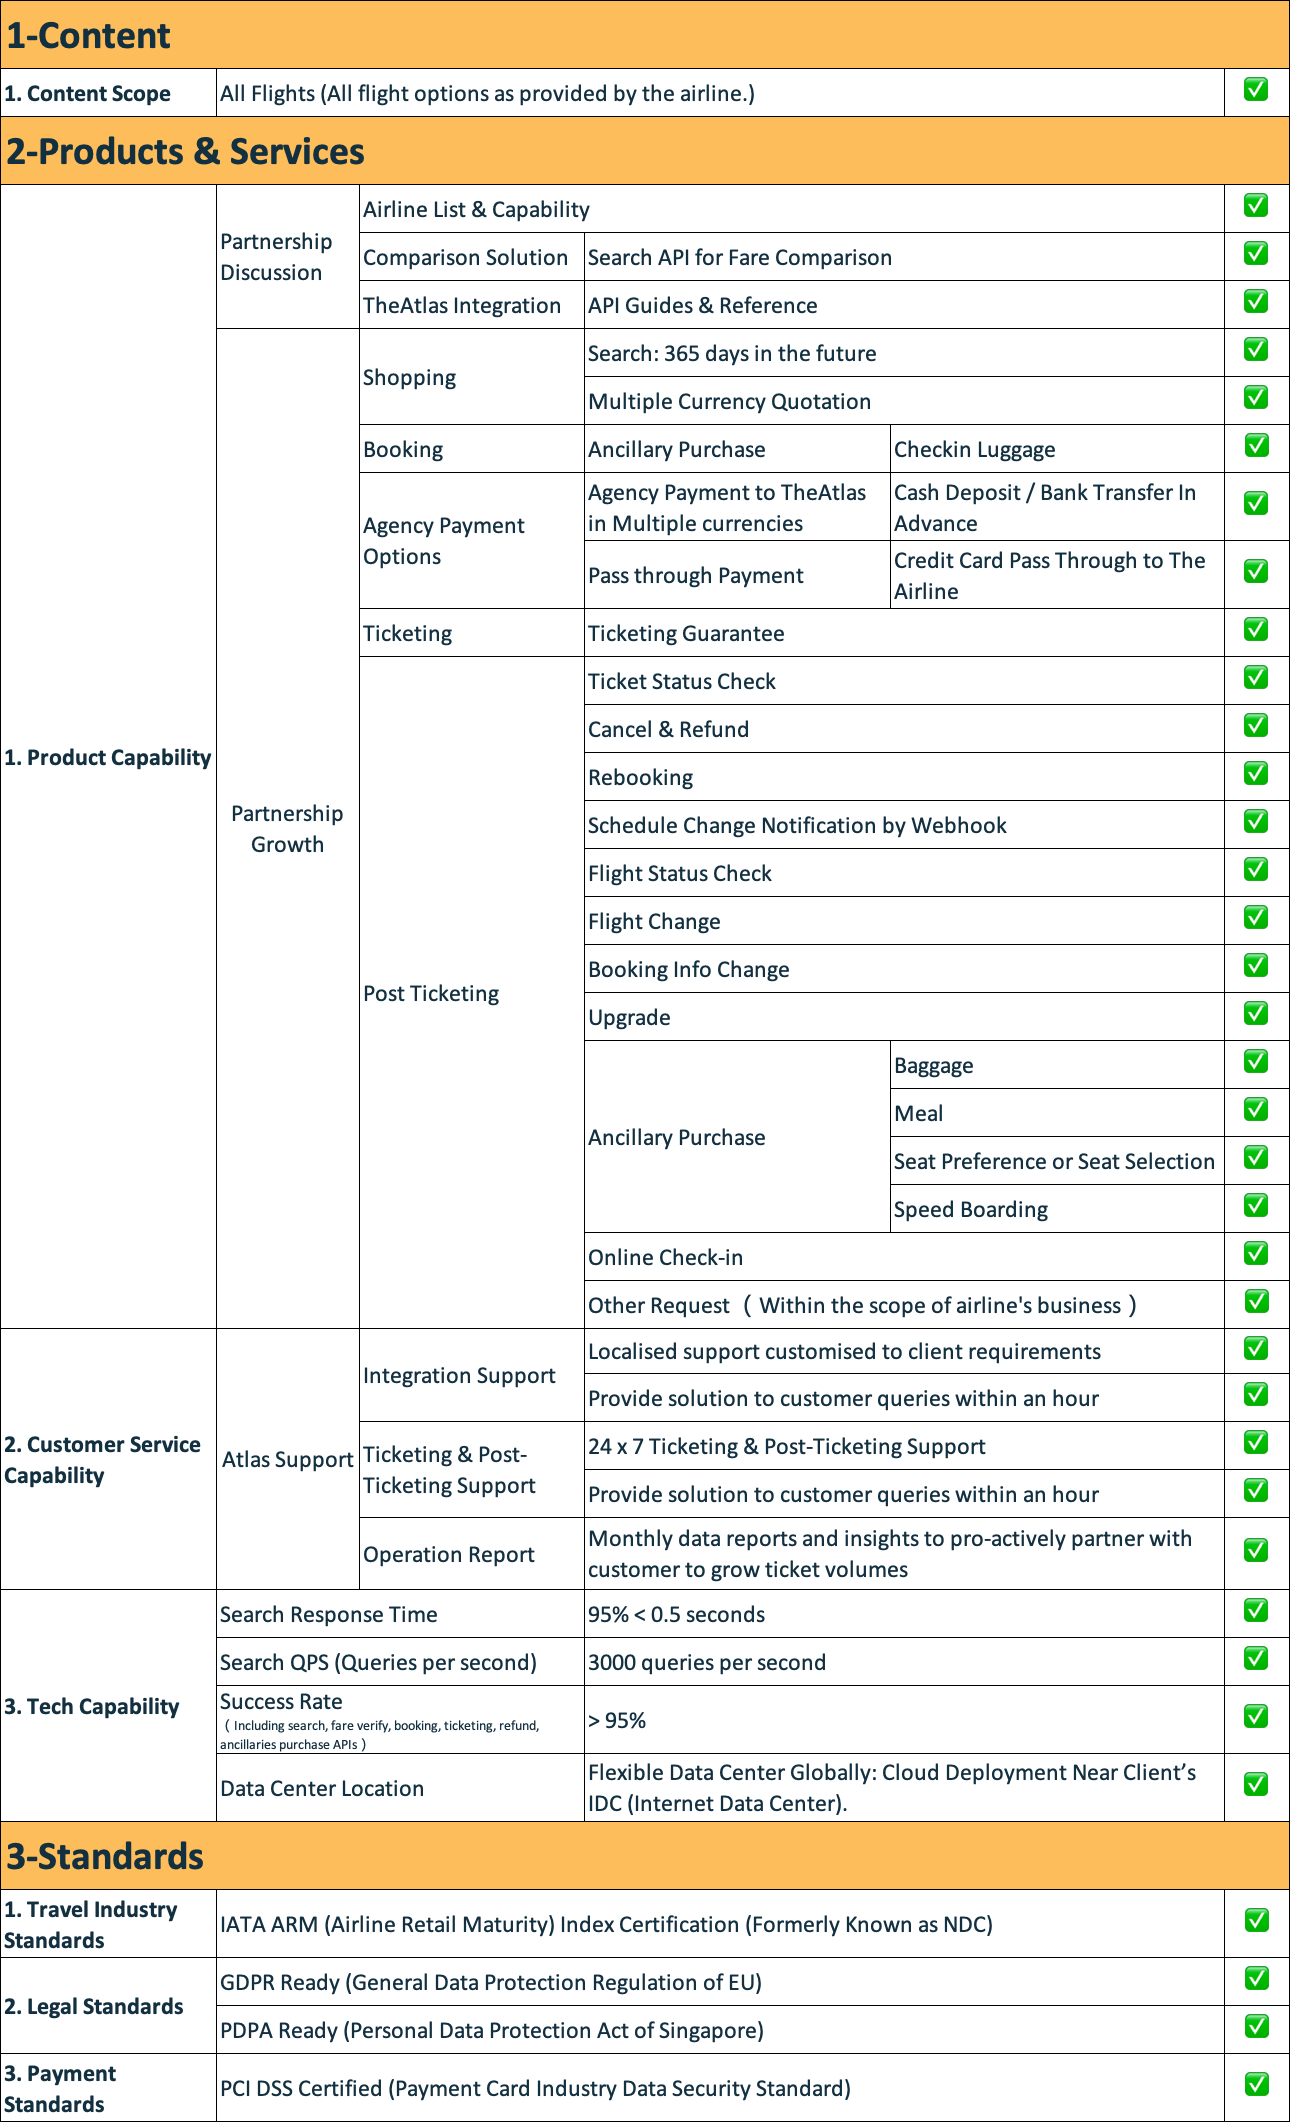 1-Content
1. Content Scope
All Flights (All flight options as provided by the airline.)
2-Products & Services
1. Product Capability
Partnership
Discussion
Airline List & Capability
Comparison Solution
Search API for Fare Comparison
TheAtlas Integration
API Guides & Reference
Partnership
Growth
Shopping
Search: 365 days in the future
Multiple Currency Quotation
Booking
Ancillary Purchase
Checkin Luggage
Agency Payment
Options
Agency Payment to TheAtlas
in Multiple currencies
Cash Deposit / Bank Transfer In
Advance
Pass through Payment
Credit Card Pass Through to The
Airline
Ticketing
Ticketing Guarantee
Post Ticketing
Ticket Status Check
Cancel & Refund
Rebooking
Schedule Change Notification by Webhook
Flight Status Check
Flight Change
Booking Info Change
Upgrade
Ancillary Purchase
Baggage
Meal
Seat Preference or Seat Selection
Speed Boarding
Online Check-in
Other Request （Within the scope of airline's business）
2. Customer Service
Capability
Atlas Support
Integration Support
Localised support customised to client requirements
Provide solution to customer queries within an hour
Ticketing & Post-
Ticketing Support
24 x 7 Ticketing & Post-Ticketing Support
Provide solution to customer queries within an hour
Operation Report
Monthly data reports and insights to pro-actively partner with
customer to grow ticket volumes
3. Tech Capability
Search Response Time
95% < 0.5 seconds
Search QPS (Queries per second)
3000 queries per second
Success Rate
（Including search, fare verify, booking, ticketing, refund,
ancillaries purchase APIs）
> 95%
Data Center Location
Flexible Data Center Globally: Cloud Deployment Near Client’s
IDC (Internet Data Center).
3-Standards
1. Travel Industry
Standards
IATA ARM (Airline Retail Maturity) Index Certification (Formerly Known as NDC)
2. Legal Standards
GDPR Ready (General Data Protection Regulation of EU)
PDPA Ready (Personal Data Protection Act of Singapore)
3. Payment
Standards
PCI DSS Certified (Payment Card Industry Data Security Standard)